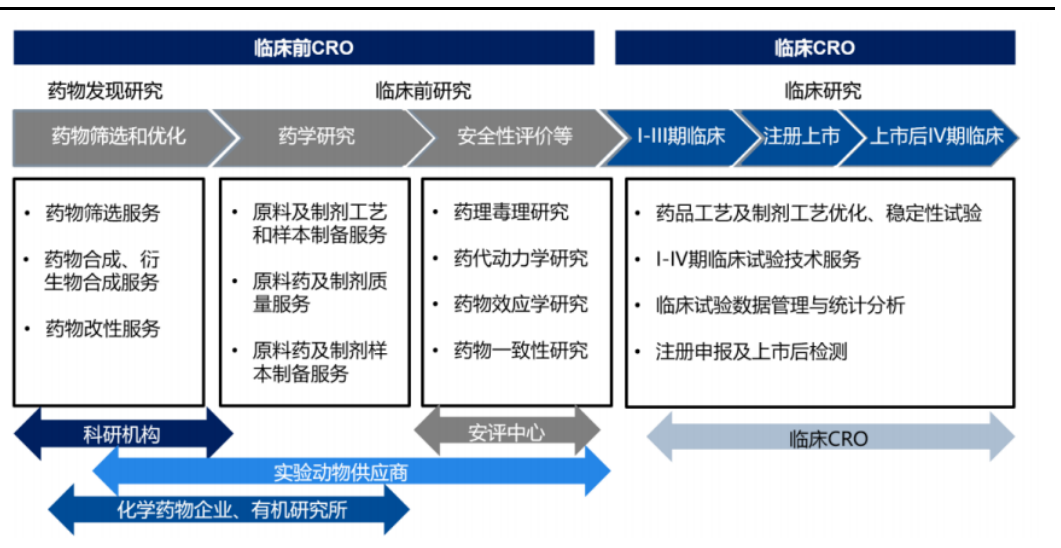 临床前CRO
临床CRO
药物发现研究
临床前研究
临床研究
药物筛选和优化
药学研究
安全性评价等
I-III期临床
注册上市
上市后IV期临床
• 药物筛选服务
• 药物合成、衍
生物合成服务
• 药物改性服务
• 原料及制剂工艺
和样本制备服务
• 原料药及制剂质
量服务
• 原料药及制剂样
本制备服务
• 药理毒理研究
• 药代动力学研究
• 药物效应学研究
• 药物一致性研究
• 药品工艺及制剂工艺优化、稳定性试验
• I-IV期临床试验技术服务
• 临床试验数据管理与统计分析
• 注册申报及上市后检测
科研机构
安评中心
临床CRO
实验动物供应商
化学药物企业、有机研究所